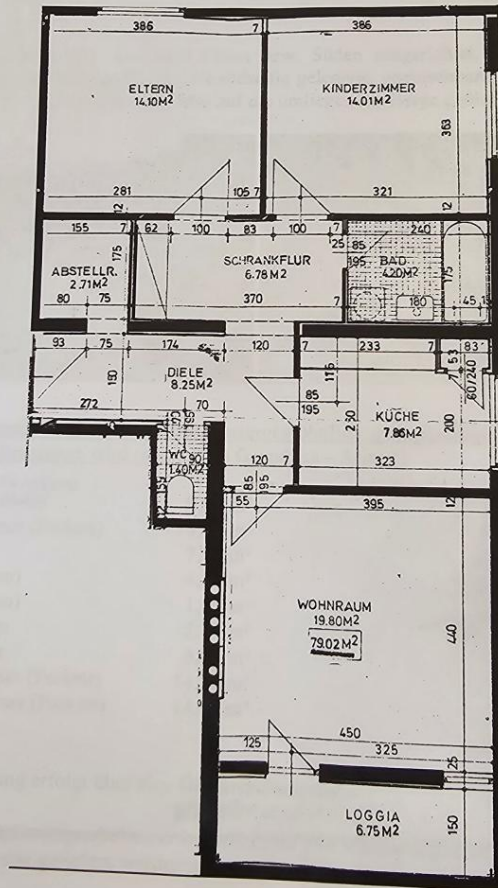 386 7 386
ELTERN
14.10M²
KINDERZIMMER
14.01M²
363
281 105 7 321
12 12
155 7 62 100 83 100 7 240
25 85
195
175
SCHRANKFLUR
6.78M²
BAD
4.20M²
175
ABSTELLR.
2.71M²
80 75 370 7 180 45
93 75 174 120 7 233 7 83
53
60/240
DIELE
8.25M²
180
115
85
195
KÜCHE
7.86M²
200
272 70
WC
1.40M²
90
120 7 323
85
195
55 395 12
WOHNRAUM
19.80M²
79.02 M²
440
450
125 325
25
LOGGIA
6.75M²
150